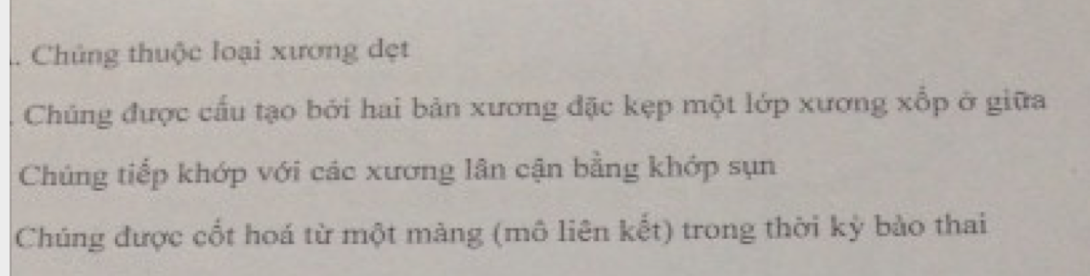 . Chúng thuộc loại xương dẹt
. Chúng được cấu tạo bởi hai bản xương đặc kẹp một lớp xương xốp ở giữa
Chúng tiếp khớp với các xương lân cận bằng khớp sụn
Chúng được cốt hoá từ một màng (mô liên kết) trong thời kỳ bào thai